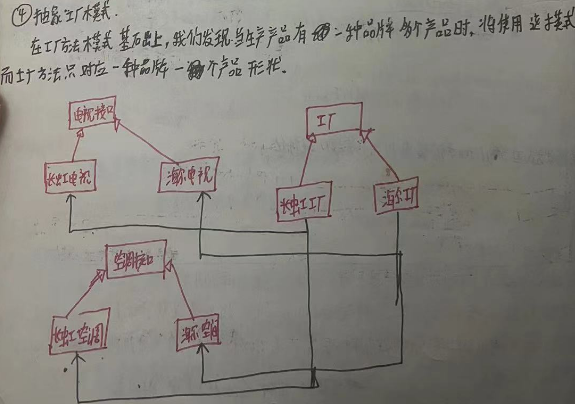 ④抽象工厂模式.
在工厂方法模式基础上，我们发现当生产产品有一种品牌多个产品时，将使用这种模式
而工厂方法只对应一种品牌一个产品形状。
电视接口
工厂
长虹电视
海尔电视
长虹工厂
海尔工厂
空调接口
长虹空调
海尔空调